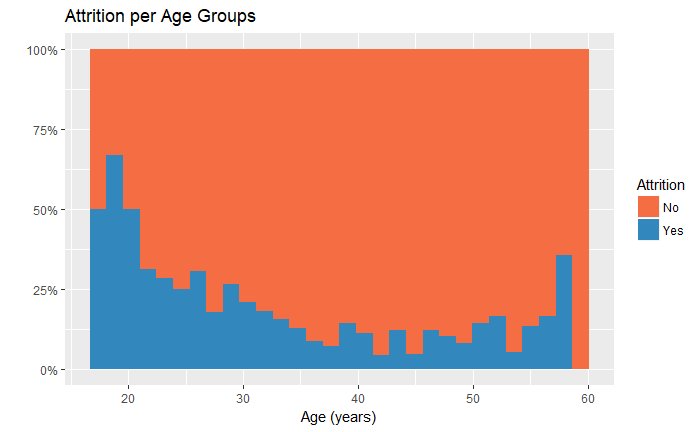 Attrition per Age Groups
100%
75%
50%
25%
0%
20 30 40 50 60
Age (years)
Attrition
No
Yes